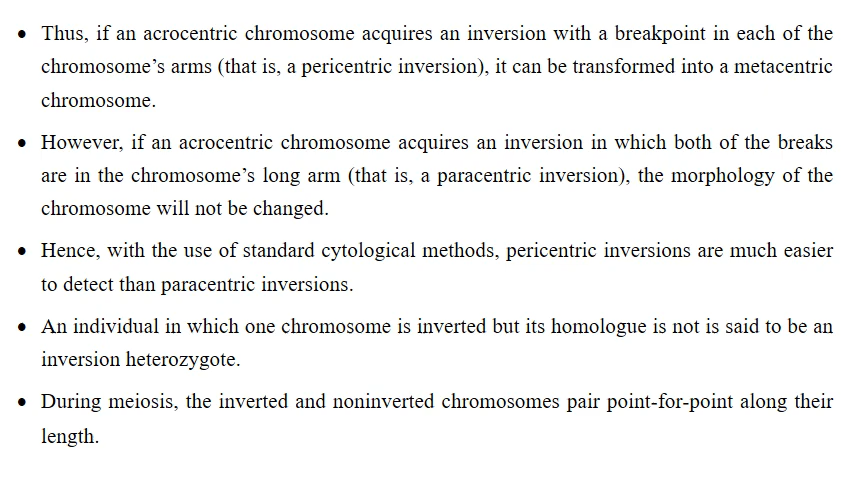 • Thus, if an acrocentric chromosome acquires an inversion with a breakpoint in each of the
chromosome’s arms (that is, a pericentric inversion), it can be transformed into a metacentric
chromosome.
• However, if an acrocentric chromosome acquires an inversion in which both of the breaks
are in the chromosome’s long arm (that is, a paracentric inversion), the morphology of the
chromosome will not be changed.
• Hence, with the use of standard cytological methods, pericentric inversions are much easier
to detect than paracentric inversions.
• An individual in which one chromosome is inverted but its homologue is not is said to be an
inversion heterozygote.
• During meiosis, the inverted and noninverted chromosomes pair point-for-point along their
length.